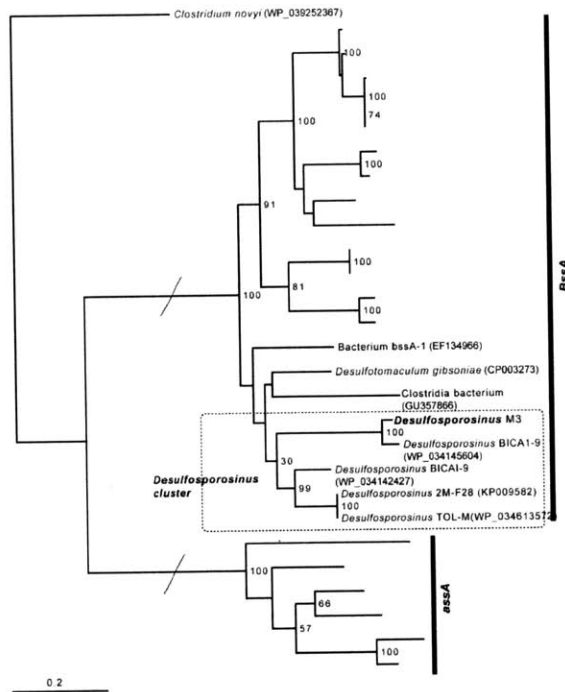 Clostridium novyi (WP_039252367)
100
100
74
100
100
91
100
81
100
100
BssA
Bacterium bssA-1 (EF134966)
Desulfotomaculum gibsoniae (CP003273)
Clostridia bacterium
(GU357866)
Desulfosporosinus M3
100
Desulfosporosinus BICA1-9
(WP_034145604)
30
Desulfosporosinus
cluster
Desulfosporosinus BICAI-9
(WP_034142427)
99
Desulfosporosinus 2M-F28 (KP009582)
100
Desulfosporosinus TOL-M(WP_034613572)
100
66
57
100
assA
0.2